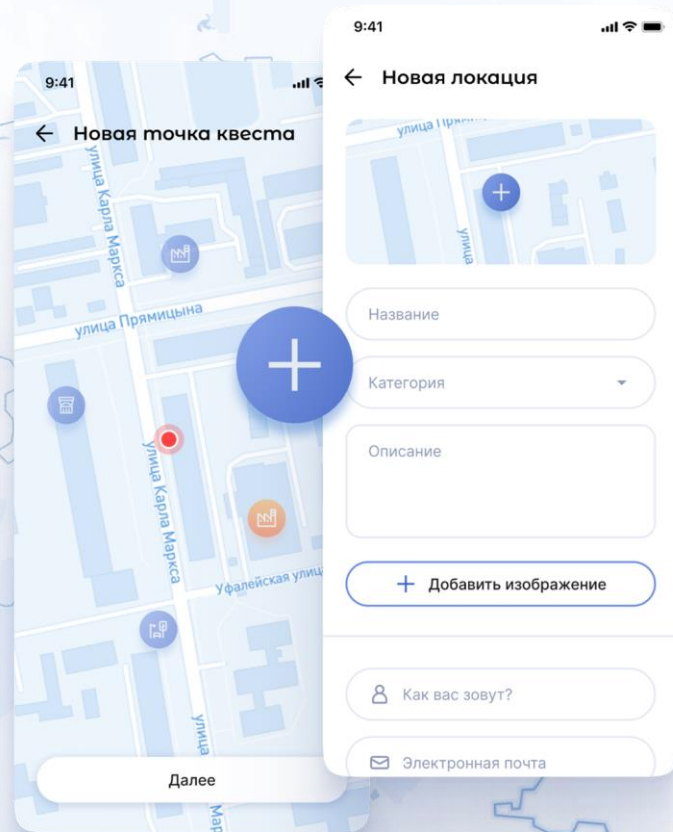 9:41
Новая точка квеста
улица Карла Маркса
улица Прямицына
улица Карла Маркса
Уфалейская улиц
улица
Далее
9:41
Новая локация
улица
улица
Название
Категория
Описание
Добавить изображение
Как вас зовут?
Электронная почта